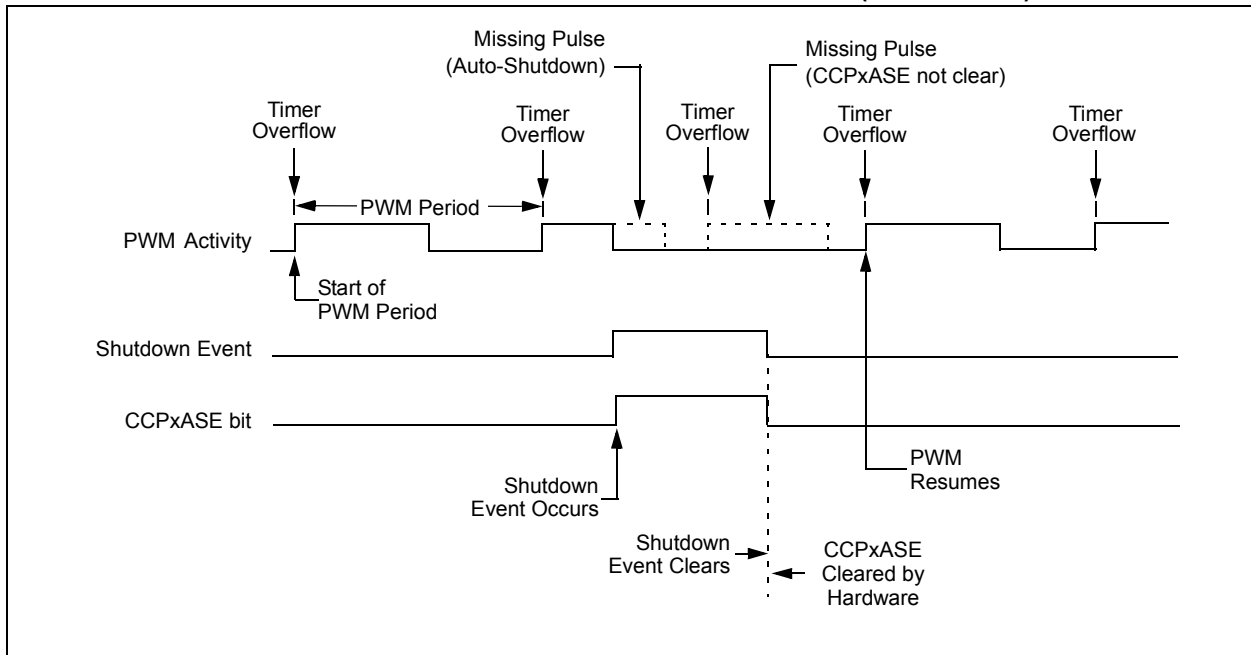 Missing Pulse
(Auto-Shutdown)
Missing Pulse
(CCPxASE not clear)
Timer
Overflow
Timer
Overflow
Timer
Overflow
Timer
Overflow
Timer
Overflow
PWM Period
PWM Activity
Start of
PWM Period
Shutdown Event
CCPxASE bit
Shutdown
Event Occurs
PWM
Resumes
Shutdown
Event Clears
CCPxASE
Cleared by
Hardware